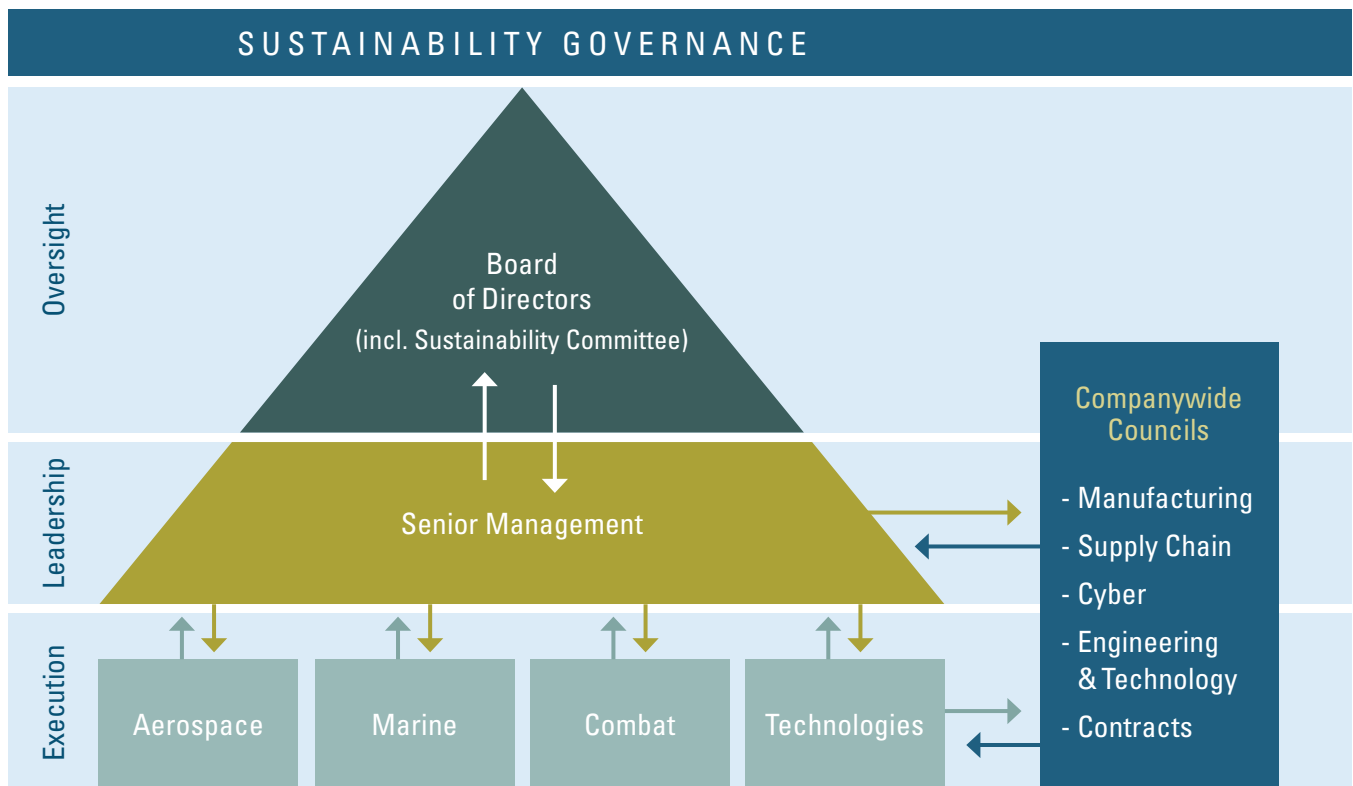 SUSTAINABILITY GOVERNANCE
Oversight
Board
of Directors
(incl. Sustainability Committee)
Leadership
Senior Management
Execution
Aerospace
Marine
Combat
Technologies
Companywide
Councils
- Manufacturing
- Supply Chain
- Cyber
- Engineering
& Technology
- Contracts